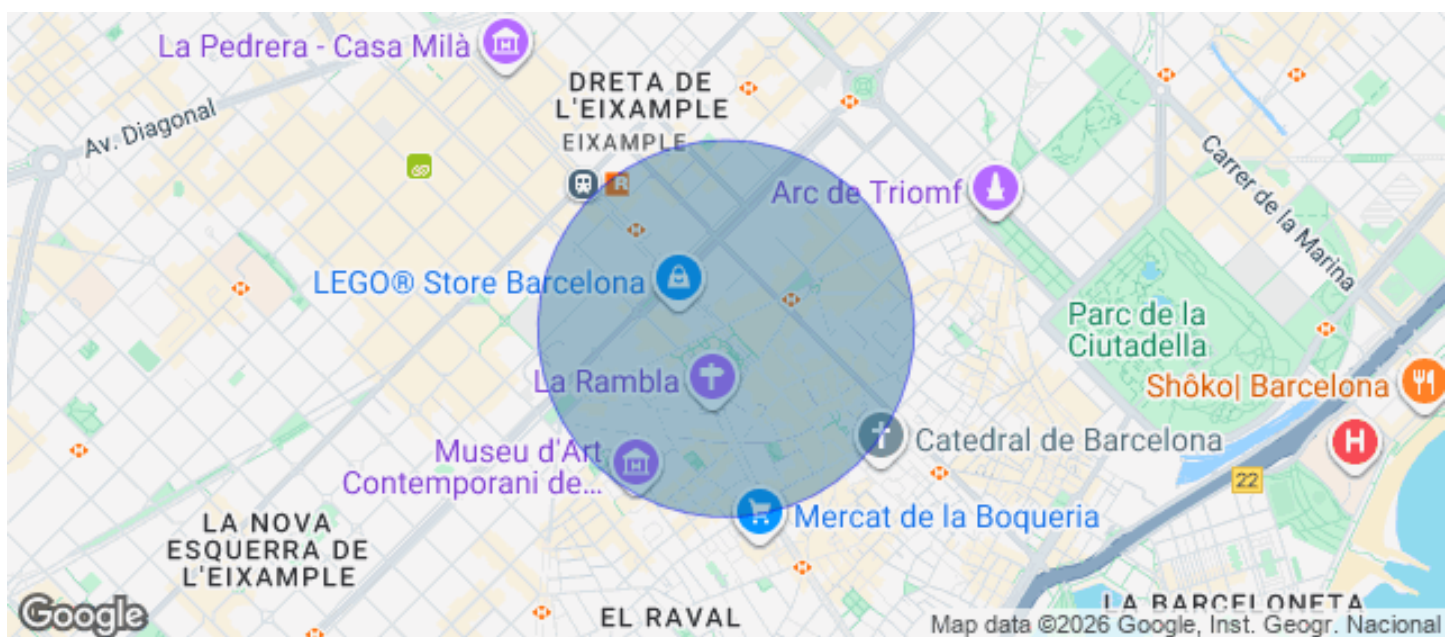 La Pedrera - Casa Milà
DRETA DE
L'EIXAMPLE
EIXAMPLE
Av. Diagonal
R
Arc de Triomf
Carrer de la Marina
LEGO® Store Barcelona
Parc de la
Ciutadella
La Rambla
Shôko| Barcelona
Museu d'Art
Contemporani de...
Catedral de Barcelona
H
22
Mercat de la Boqueria
LA NOVA
ESQUERRA DE
L'EIXAMPLE
EL RAVAL
LA BARCELONETA
Google
Map data ©2026 Google, Inst. Geogr. Nacional